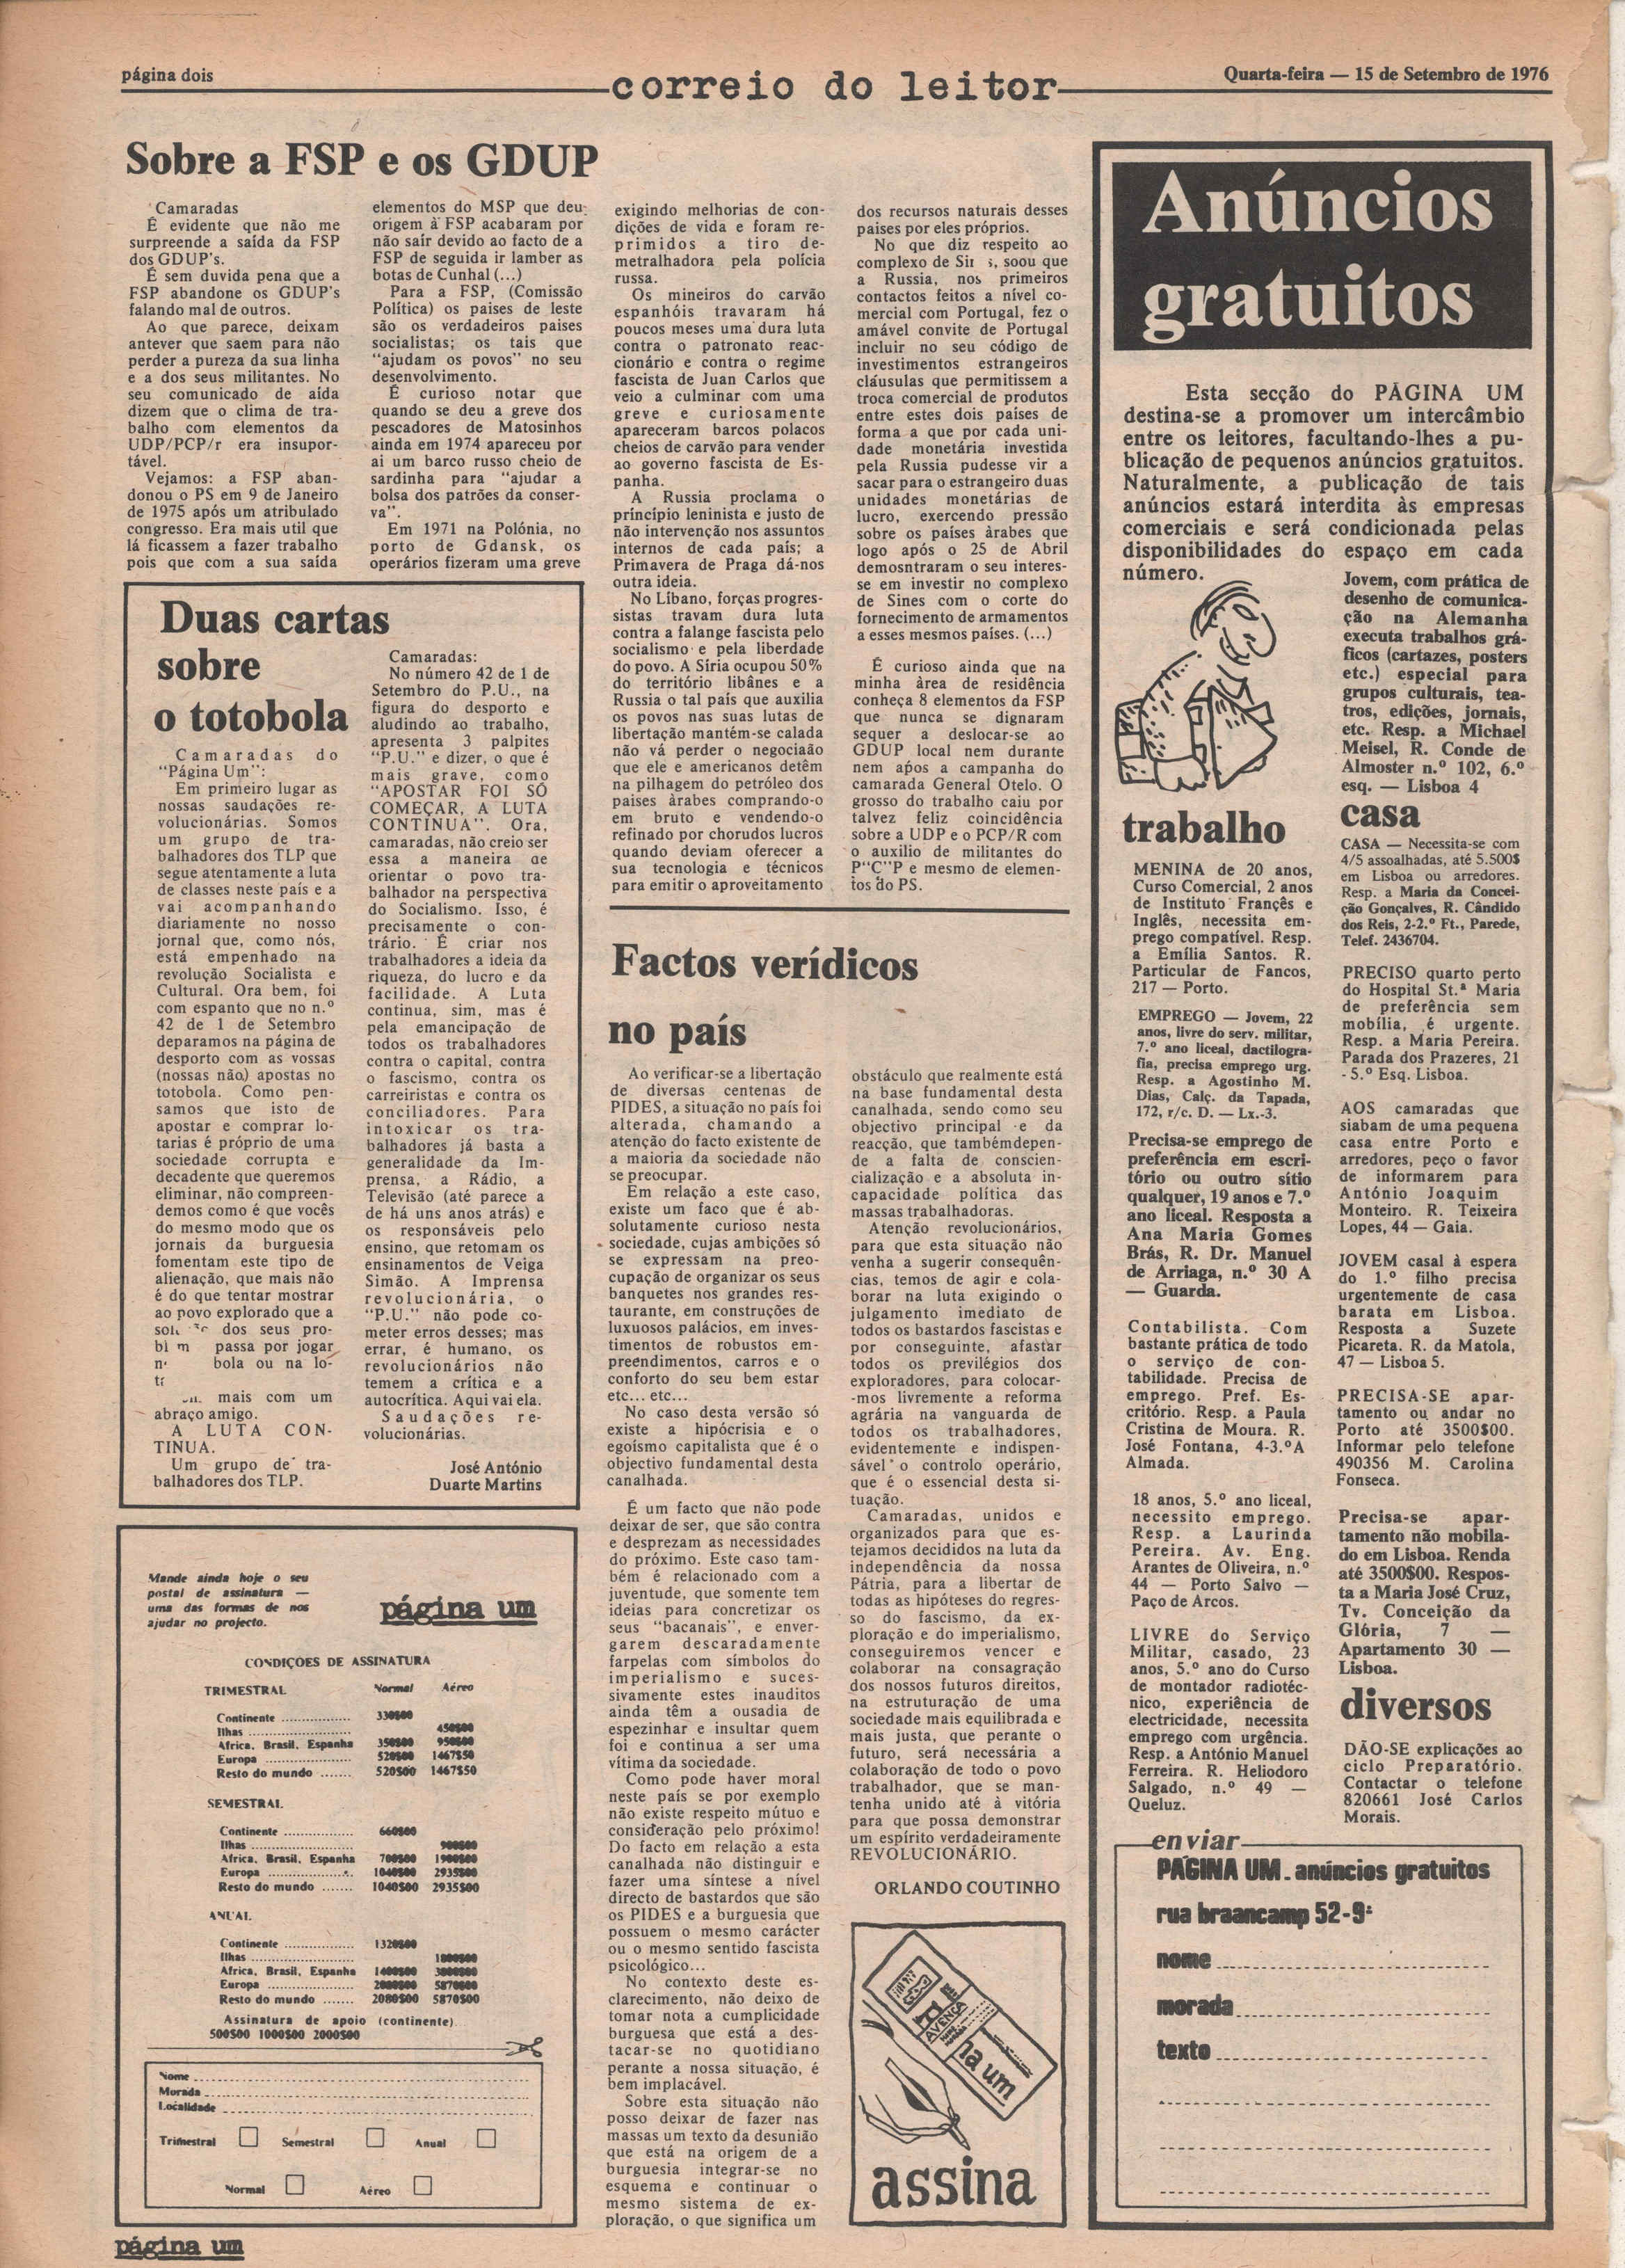 página dois
correio do leitor
Quarta-feira — 15 de Setembro de 1976
Sobre a FSP e os GDUP
Camaradas
É evidente que não me
surpreende a saída da FSP
dos GDUP's.
É sem duvida pena que a
FSP abandone os GDUP's
falando mal de outros.
Ao que parece, deixam
antever que saem para não
perder a pureza da sua linha
e a dos seus militantes. No
seu comunicado de aída
dizem que o clima de tra-
balho com elementos da
UDP/PCP/r era insupor-
tável.
Vejamos: a FSP aban-
donou o PS em 9 de Janeiro
de 1975 após um atribulado
congresso. Era mais util que
lá ficassem a fazer trabalho
pois que com a sua saída
elementos do MSP que deu
origem à FSP acabaram por
não sair devido ao facto de a
FSP de seguida ir lamber as
botas de Cunhal (...)
Para a FSP, (Comissão
Política) os paises de leste
são os verdadeiros paises
socialistas; os tais que
"ajudam os povos" no seu
desenvolvimento.
É curioso notar que
quando se deu a greve dos
pescadores de Matosinhos
ainda em 1974 apareceu por
ai um barco russo cheio de
sardinha para "ajudar a
bolsa dos patrões da conser-
va".
Em 1971 na Polónia, no
porto de Gdansk, os
operários fizeram uma greve
exigindo melhorias de con-
dições de vida e foram re-
primidos a tiro de-
metralhadora pela polícia
russa.
Os mineiros do carvão
espanhóis travaram há
poucos meses uma dura luta
contra o patronato reac-
cionário e contra o regime
fascista de Juan Carlos que
veio a culminar com uma
greve e curiosamente
apareceram barcos polacos
cheios de carvão para vender
ao governo fascista de Es-
panha.
A Russia proclama o
princípio leninista e justo de
não intervenção nos assuntos
internos de cada país; a
Primavera de Praga dá-nos
outra ideia.
No Líbano, forças progres-
sistas travam dura luta
contra a falange fascista pelo
socialismo e pela liberdade
do povo. A Síria ocupou 50%
do território libânes e a
Russia o tal país que auxilia
os povos nas suas lutas de
libertação mantém-se calada
não vá perder o negociaão
que ele e americanos detêm
na pilhagem do petróleo dos
paises àrabes comprando-o
em bruto e vendendo-o
refinado por chorudos lucros
quando deviam oferecer a
sua tecnologia e técnicos
para emitir o aproveitamento
dos recursos naturais desses
paises por eles próprios.
No que diz respeito ao
complexo de Si s, soou que
a Russia, nos primeiros
contactos feitos a nível co-
mercial com Portugal, fez o
amável convite de Portugal
incluir no seu código de
investimentos estrangeiros
cláusulas que permitissem a
troca comercial de produtos
entre estes dois países de
forma a que por cada uni-
dade monetária investida
pela Russia pudesse vir a
sacar para o estrangeiro duas
unidades monetárias de
lucro, exercendo pressão
sobre os países àrabes que
logo após o 25 de Abril
demosntraram o seu interes-
se em investir no complexo
de Sines com o corte do
fornecimento de armamentos
a esses mesmos países. (...)
É curioso ainda que na
minha àrea de residência
conheça 8 elementos da FSP
que nunca se dignaram
sequer a deslocar-se ao
GDUP local nem durante
nem após a campanha do
camarada General Otelo. O
grosso do trabalho caiu por
talvez feliz coincidência
sobre a UDP e o PCP/R com
o auxilio de militantes do
P"C"P e mesmo de elemen-
tos do PS.
Duas cartas
sobre
o totobola
Camaradas do
"Página Um":
Em primeiro lugar as
nossas saudações re-
volucionárias. Somos
um grupo de tra-
balhadores dos TLP que
segue atentamente a luta
de classes neste país e a
vai acompanhando
diariamente no nosso
jornal que, como nós,
está empenhado na
revolução Socialista e
Cultural. Ora bem, foi
com espanto que no n.º
42 de 1 de Setembro
deparamos na página de
desporto com as vossas
(nossas não) apostas no
totobola. Como pen-
samos que isto de
apostar e comprar lo-
tarias é próprio de uma
sociedade corrupta e
decadente que queremos
eliminar, não compreen-
demos como é que vocês
do mesmo modo que os
jornais da burguesia
fomentam este tipo de
alienação, que mais não
é do que tentar mostrar
ao povo explorado que a
dos seus pro-
passa por jogar
bola ou na lo-
mais com um
abraço amigo.
A LUTA CON-
TINUA.
Um grupo de tra-
balhadores dos TLP.
Camaradas:
No número 42 de 1 de
Setembro do P.U., na
figura do desporto e
aludindo ao trabalho,
apresenta 3 palpites
"P.U." e dizer, o que é
mais grave, como
"APOSTAR FOI SÓ
COMEÇAR, A LUTA
CONTINUA". Ora,
camaradas, não creio ser
essa a maneira de
orientar o povo tra-
balhador na perspectiva
do Socialismo. Isso, é
precisamente o con-
trário. É criar nos
trabalhadores a ideia da
riqueza, do lucro e da
facilidade. A Luta
continua, sim, mas é
pela emancipação de
todos os trabalhadores
contra o capital, contra
o fascismo, contra os
carreiristas e contra os
conciliadores. Para
intoxicar os tra-
balhadores já basta a
generalidade da Im-
prensa, a Rádio, a
Televisão (até parece a
de há uns anos atrás) e
os responsáveis pelo
ensino, que retomam os
ensinamentos de Veiga
Simão. A Imprensa
revolucionária, o
"P.U." não pode co-
meter erros desses; mas
errar, é humano, os
revolucionários não
temem a crítica e a
autocrítica. Aqui vai ela.
Saudações re-
volucionárias.
José António
Duarte Martins
Factos verídicos
no país
Ao verificar-se a libertação
de diversas centenas de
PIDES, a situação no país foi
alterada, chamando a
atenção do facto existente de
a maioria da sociedade não
se preocupar.
Em relação a este caso,
existe um faco que é ab-
solutamente curioso nesta
sociedade, cujas ambições só
se expressam na preo-
cupação de organizar os seus
banquetes nos grandes res-
taurante, em construções de
luxuosos palácios, em inves-
timentos de robustos em-
preendimentos, carros e o
conforto do seu bem estar
etc... etc...
No caso desta versão só
existe a hipócrisia e o
egoísmo capitalista que é o
objectivo fundamental desta
canalhada.
É um facto que não pode
deixar de ser, que são contra
e desprezam as necessidades
do próximo. Este caso tam-
bém é relacionado com a
juventude, que somente tem
ideias para concretizar os
seus "bacanais", e enver-
garem descaradamente
farpelas com símbolos do
imperialismo e suces-
sivamente estes inauditos
ainda têm a ousadia de
espezinhar e insultar quem
foi e continua a ser uma
vítima da sociedade.
Como pode haver moral
neste país se por exemplo
não existe respeito mútuo e
consideração pelo próximo!
Do facto em relação a esta
canalhada não distinguir e
fazer uma síntese a nível
directo de bastardos que são
os PIDES e a burguesia que
possuem o mesmo carácter
ou o mesmo sentido fascista
psicológico...
No contexto deste es-
clarecimento, não deixo de
tomar nota a cumplicidade
burguesa que está a des-
tacar-se no quotidiano
perante a nossa situação, é
bem implacável.
Sobre esta situação não
posso deixar de fazer nas
massas um texto da desunião
que está na origem de a
burguesia integrar-se no
esquema e continuar o
mesmo sistema de ex-
ploração, o que significa um
obstáculo que realmente está
na base fundamental desta
canalhada, sendo como seu
objectivo principal e da
reacção, que tambémdepen-
de a falta de conscien-
cialização e a absoluta in-
capacidade política das
massas trabalhadoras.
Atenção revolucionários,
para que esta situação não
venha a sugerir consequên-
cias, temos de agir e cola-
borar na luta exigindo o
julgamento imediato de
todos os bastardos fascistas e
por conseguinte, afastar
todos os previlégios dos
exploradores, para colocar-
-mos livremente a reforma
agrária na vanguarda de
todos os trabalhadores,
evidentemente e indispen-
sável o controlo operário,
que é o essencial desta si-
tuação.
Camaradas, unidos e
organizados para que es-
tejamos decididos na luta da
independência da nossa
Pátria, para a libertar de
todas as hipóteses do regres-
so do fascismo, da ex-
ploração e do imperialismo,
conseguiremos vencer e
colaborar na consagração
dos nossos futuros direitos,
na estruturação de uma
sociedade mais equilibrada e
mais justa, que perante o
futuro, será necessária a
colaboração de todo o povo
trabalhador, que se man-
tenha unido até à vitória
para que possa demonstrar
um espírito verdadeiramente
REVOLUCIONÁRIO.
ORLANDO COUTINHO
AVENÇA
na um
assina
Mande ainda hoje o seu
postal de assinatura —
uma das formas de nos
ajudar no projecto.
página um
CONDIÇÕES DE ASSINATURA
TRIMESTRAL Normal Aéreo
Continente ................ 330$00
Ilhas ........................ 450$00
Africa, Brasil, Espanha 350$00 950$00
Europa .................... 520$00 1467$50
Resto do mundo ....... 520$00 1467$50
SEMESTRAL
Continente ................ 660$00
Ilhas ........................ 900$00
Africa, Brasil, Espanha 700$00 1900$00
Europa .................... 1040$00 2935$00
Resto do mundo ....... 1040$00 2935$00
ANUAL
Continente ................ 1320$00
Ilhas ........................ 1800$00
Africa, Brasil, Espanha 1400$00 3800$00
Europa .................... 2080$00 5870$00
Resto do mundo ....... 2080$00 5870$00
Assinatura de apoio (continente)
500$00 1000$00 2000$00
Nome
Morada
Localidade
Trimestral Semestral Anual
Normal Aéreo
página um
Anúncios
gratuitos
Esta secção do PÁGINA UM
destina-se a promover um intercâmbio
entre os leitores, facultando-lhes a pu-
blicação de pequenos anúncios gratuitos.
Naturalmente, a publicação de tais
anúncios estará interdita às empresas
comerciais e será condicionada pelas
disponibilidades do espaço em cada
número.
trabalho
MENINA de 20 anos,
Curso Comercial, 2 anos
de Instituto Françês e
Inglês, necessita em-
prego compatível. Resp.
a Emília Santos. R.
Particular de Fancos,
217 — Porto.
EMPREGO — Jovem, 22
anos, livre do serv. militar,
7.º ano liceal, dactilogra-
fia, precisa emprego urg.
Resp. a Agostinho M.
Dias, Calç. da Tapada,
172, r/c. D. — Lx.-3.
Precisa-se emprego de
preferência em escri-
tório ou outro sítio
qualquer, 19 anos e 7.º
ano liceal. Resposta a
Ana Maria Gomes
Brás, R. Dr. Manuel
de Arriaga, n.º 30 A
— Guarda.
Contabilista. Com
bastante prática de todo
o serviço de con-
tabilidade. Precisa de
emprego. Pref. Es-
critório. Resp. a Paula
Cristina de Moura. R.
José Fontana, 4-3.ºA
Almada.
18 anos, 5.º ano liceal,
necessito emprego.
Resp. a Laurinda
Pereira. Av. Eng.
Arantes de Oliveira, n.º
44 — Porto Salvo —
Paço de Arcos.
LIVRE do Serviço
Militar, casado, 23
anos, 5.º ano do Curso
de montador radiotéc-
nico, experiência de
electricidade, necessita
emprego com urgência.
Resp. a António Manuel
Ferreira. R. Heliodoro
Salgado, n.º 49 —
Queluz.
Jovem, com prática de
desenho de comunica-
ção na Alemanha
executa trabalhos grá-
ficos (cartazes, posters
etc.) especial para
grupos culturais, tea-
tros, edições, jornais,
etc. Resp. a Michael
Meisel, R. Conde de
Almoster n.º 102, 6.º
esq. — Lisboa 4
casa
CASA — Necessita-se com
4/5 assoalhadas, até 5.500$
em Lisboa ou arredores.
Resp. a Maria da Concei-
ção Gonçalves, R. Cândido
dos Reis, 2-2.º Ft., Parede,
Telef. 2436704.
PRECISO quarto perto
do Hospital St.ª Maria
de preferência sem
mobília, é urgente.
Resp. a Maria Pereira.
Parada dos Prazeres, 21
- 5.º Esq. Lisboa.
AOS camaradas que
siabam de uma pequena
casa entre Porto e
arredores, peço o favor
de informarem para
António Joaquim
Monteiro. R. Teixeira
Lopes, 44 — Gaia.
JOVEM casal à espera
do 1.º filho precisa
urgentemente de casa
barata em Lisboa.
Resposta a Suzete
Picareta. R. da Matola,
47 — Lisboa 5.
PRECISA-SE apar-
tamento ou andar no
Porto até 3500$00.
Informar pelo telefone
490356 M. Carolina
Fonseca.
Precisa-se apar-
tamento não mobila-
do em Lisboa. Renda
até 3500$00. Respos-
ta a Maria José Cruz,
Tv. Conceição da
Glória, 7 —
Apartamento 30 —
Lisboa.
diversos
DÃO-SE explicações ao
ciclo Preparatório.
Contactar o telefone
820661 José Carlos
Morais.
enviar
PÁGINA UM - anúncios gratuitos
rua braancamp 52-9º
nome
morada
texto